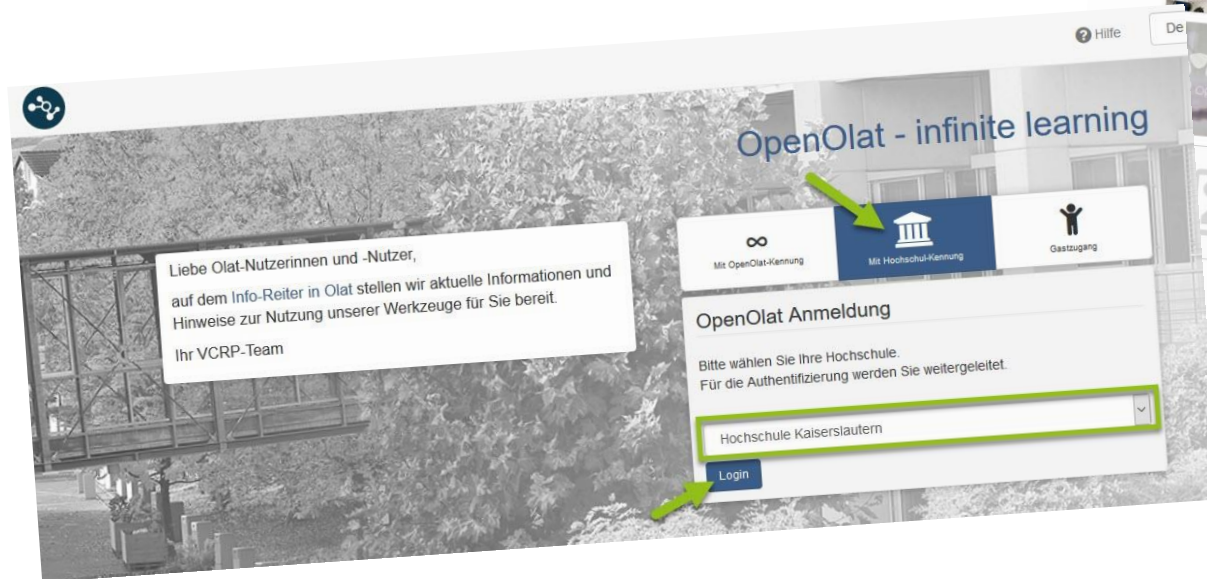 Hilfe
De
OpenOlat - infinite learning
Liebe Olat-Nutzerinnen und -Nutzer,
auf dem Info-Reiter in Olat stellen wir aktuelle Informationen und
Hinweise zur Nutzung unserer Werkzeuge für Sie bereit.
Ihr VCRP-Team
Mit OpenOlat-Kennung
Mit Hochschul-Kennung
Gastzugang
OpenOlat Anmeldung
Bitte wählen Sie Ihre Hochschule.
Für die Authentifizierung werden Sie weitergeleitet.
Hochschule Kaiserslautern
Login